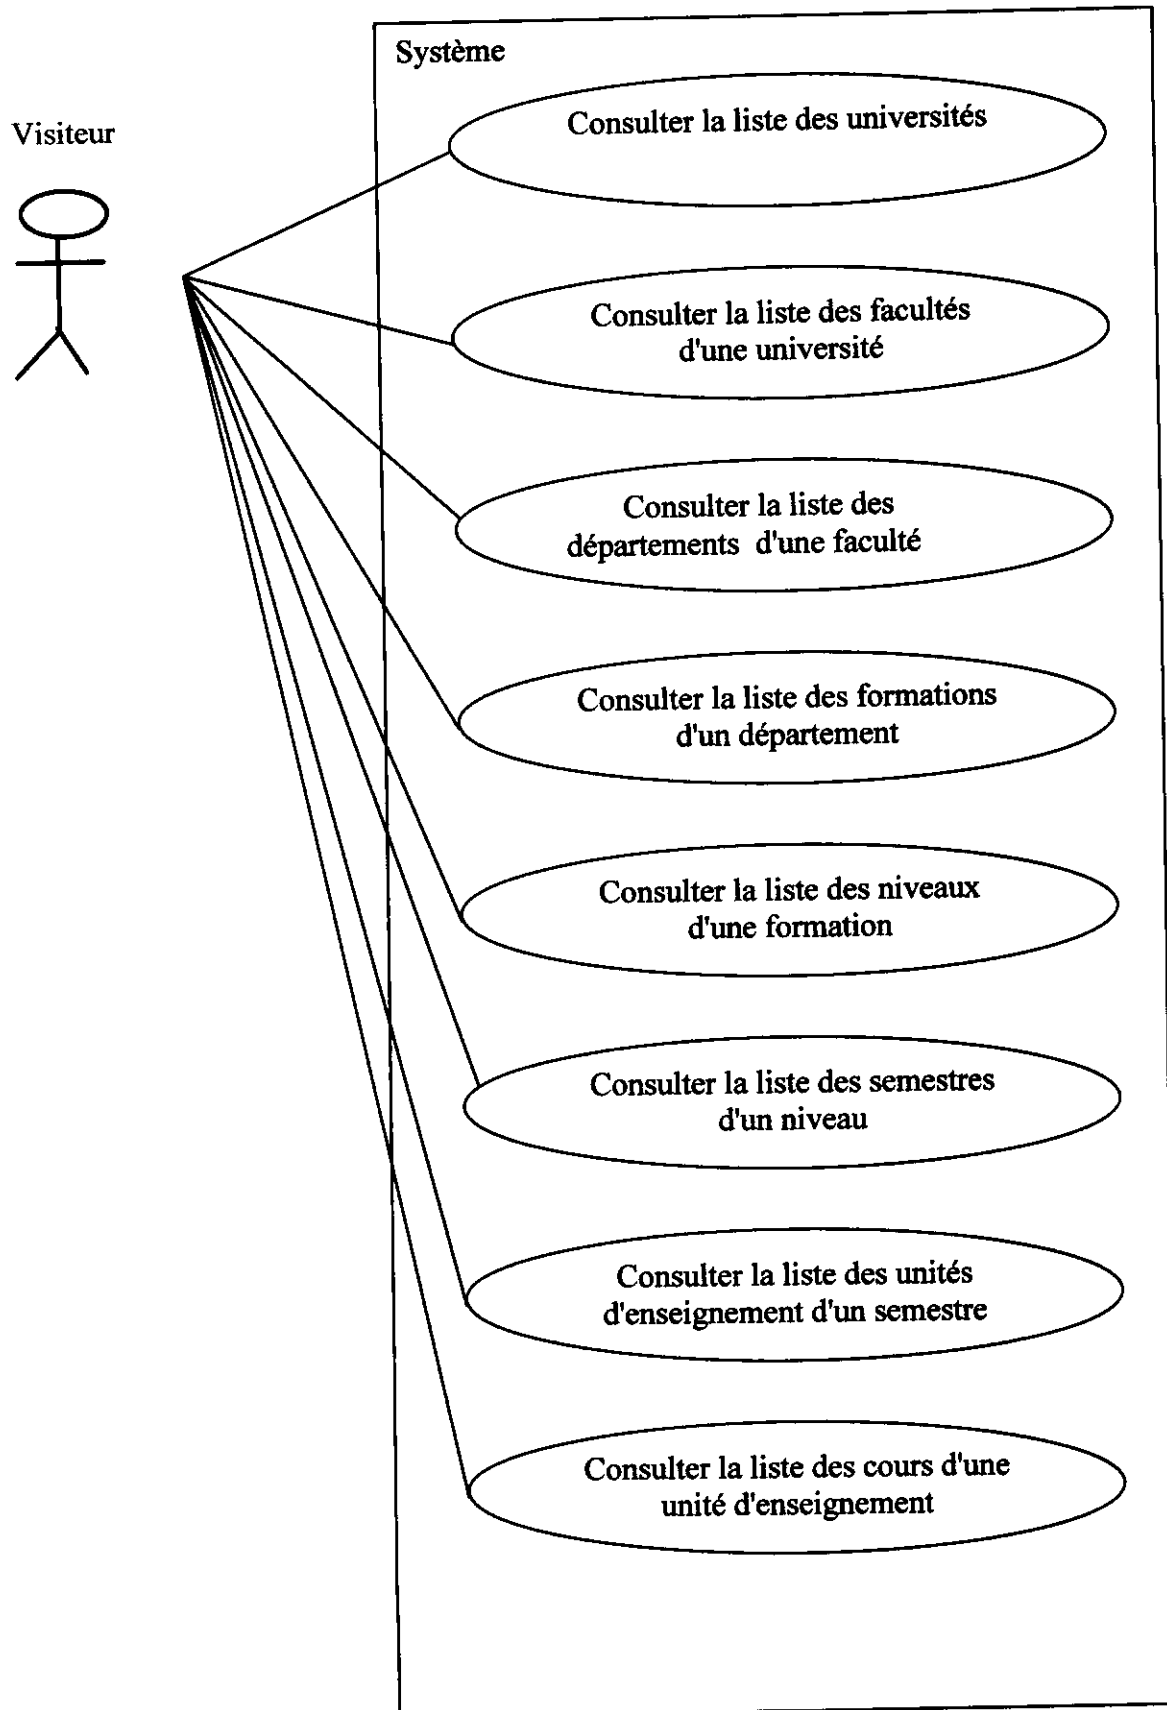 Système
Visiteur
Consulter la liste des universités
Consulter la liste des facultés
d'une université
Consulter la liste des
départements d'une faculté
Consulter la liste des formations
d'un département
Consulter la liste des niveaux
d'une formation
Consulter la liste des semestres
d'un niveau
Consulter la liste des unités
d'enseignement d'un semestre
Consulter la liste des cours d'une
unité d'enseignement